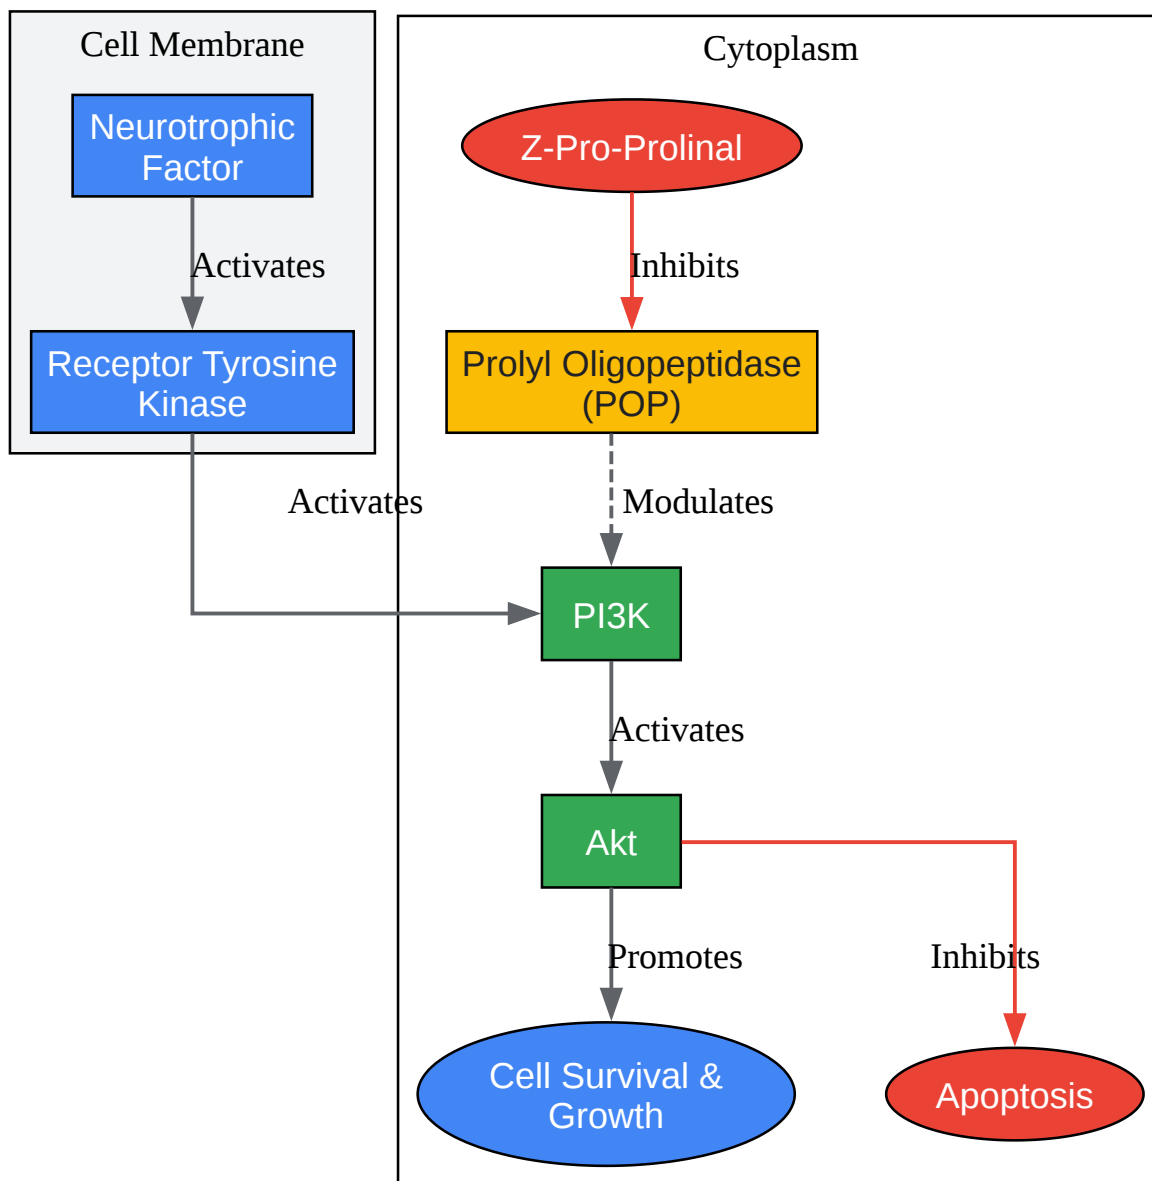 Cell Membrane
Neurotrophic
Factor
Activates
Receptor Tyrosine
Kinase
Activates
Cytoplasm
Z-Pro-Prolinal
Inhibits
Prolyl Oligopeptidase
(POP)
Modulates
PI3K
Activates
Akt
Promotes
Inhibits
Cell Survival &
Growth
Apoptosis